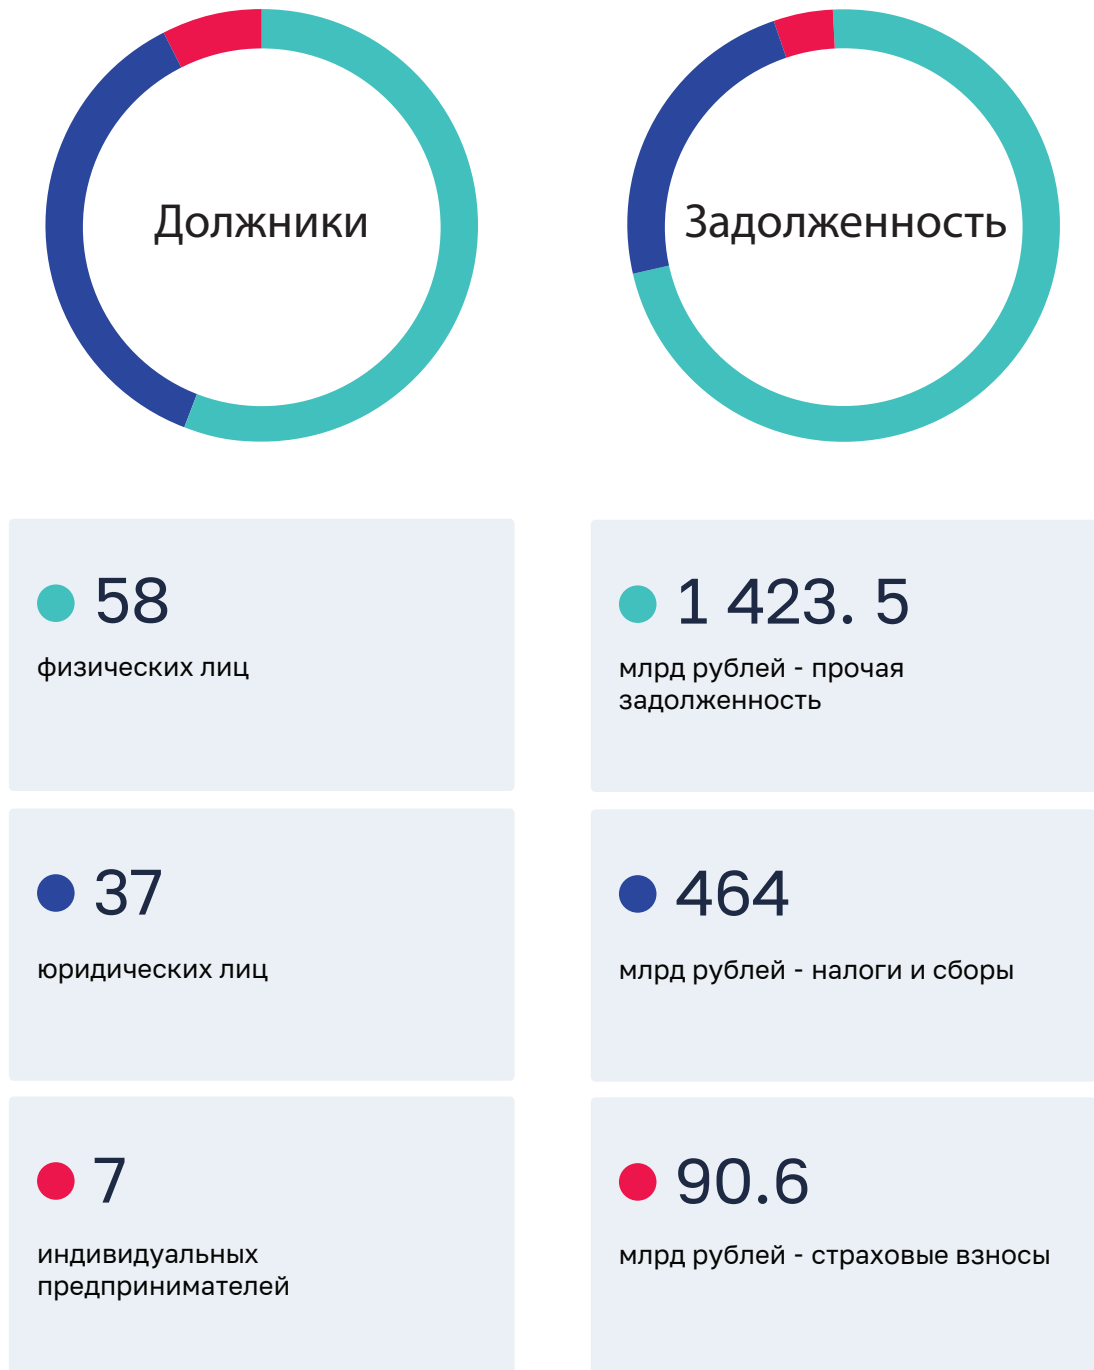 Должники
Задолженность
58
физических лиц
1 423. 5
млрд рублей - прочая
задолженность
37
юридических лиц
464
млрд рублей - налоги и сборы
7
индивидуальных
предпринимателей
90.6
млрд рублей - страховые взносы